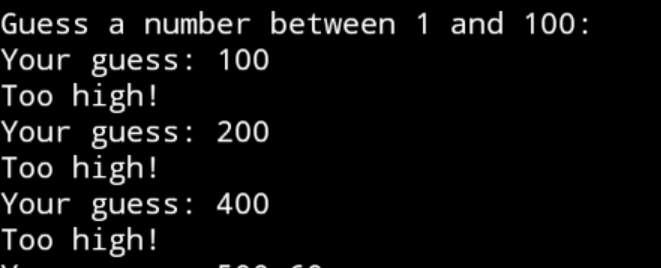 Guess a number between 1 and 100:
Your guess: 100
Too high!
Your guess: 200
Too high!
Your guess: 400
Too high!